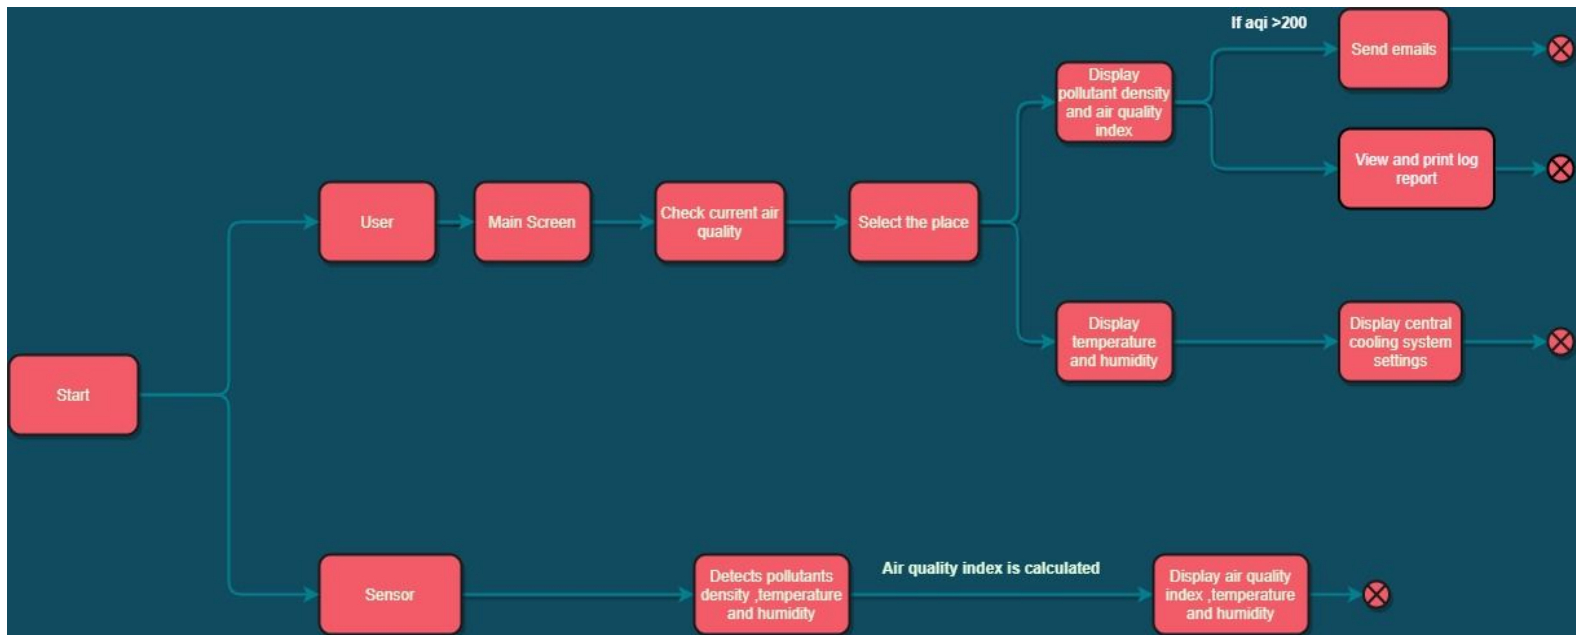 If aqi >200
Send emails
Display
pollutant density
and air quality
index
View and print log
report
User
Main Screen
Check current air
quality
Select the place
Display
temperature
and humidity
Display central
cooling system
settings
Start
Sensor
Detects pollutants
density ,temperature
and humidity
Air quality index is calculated
Display air quality
index ,temperature
and humidity